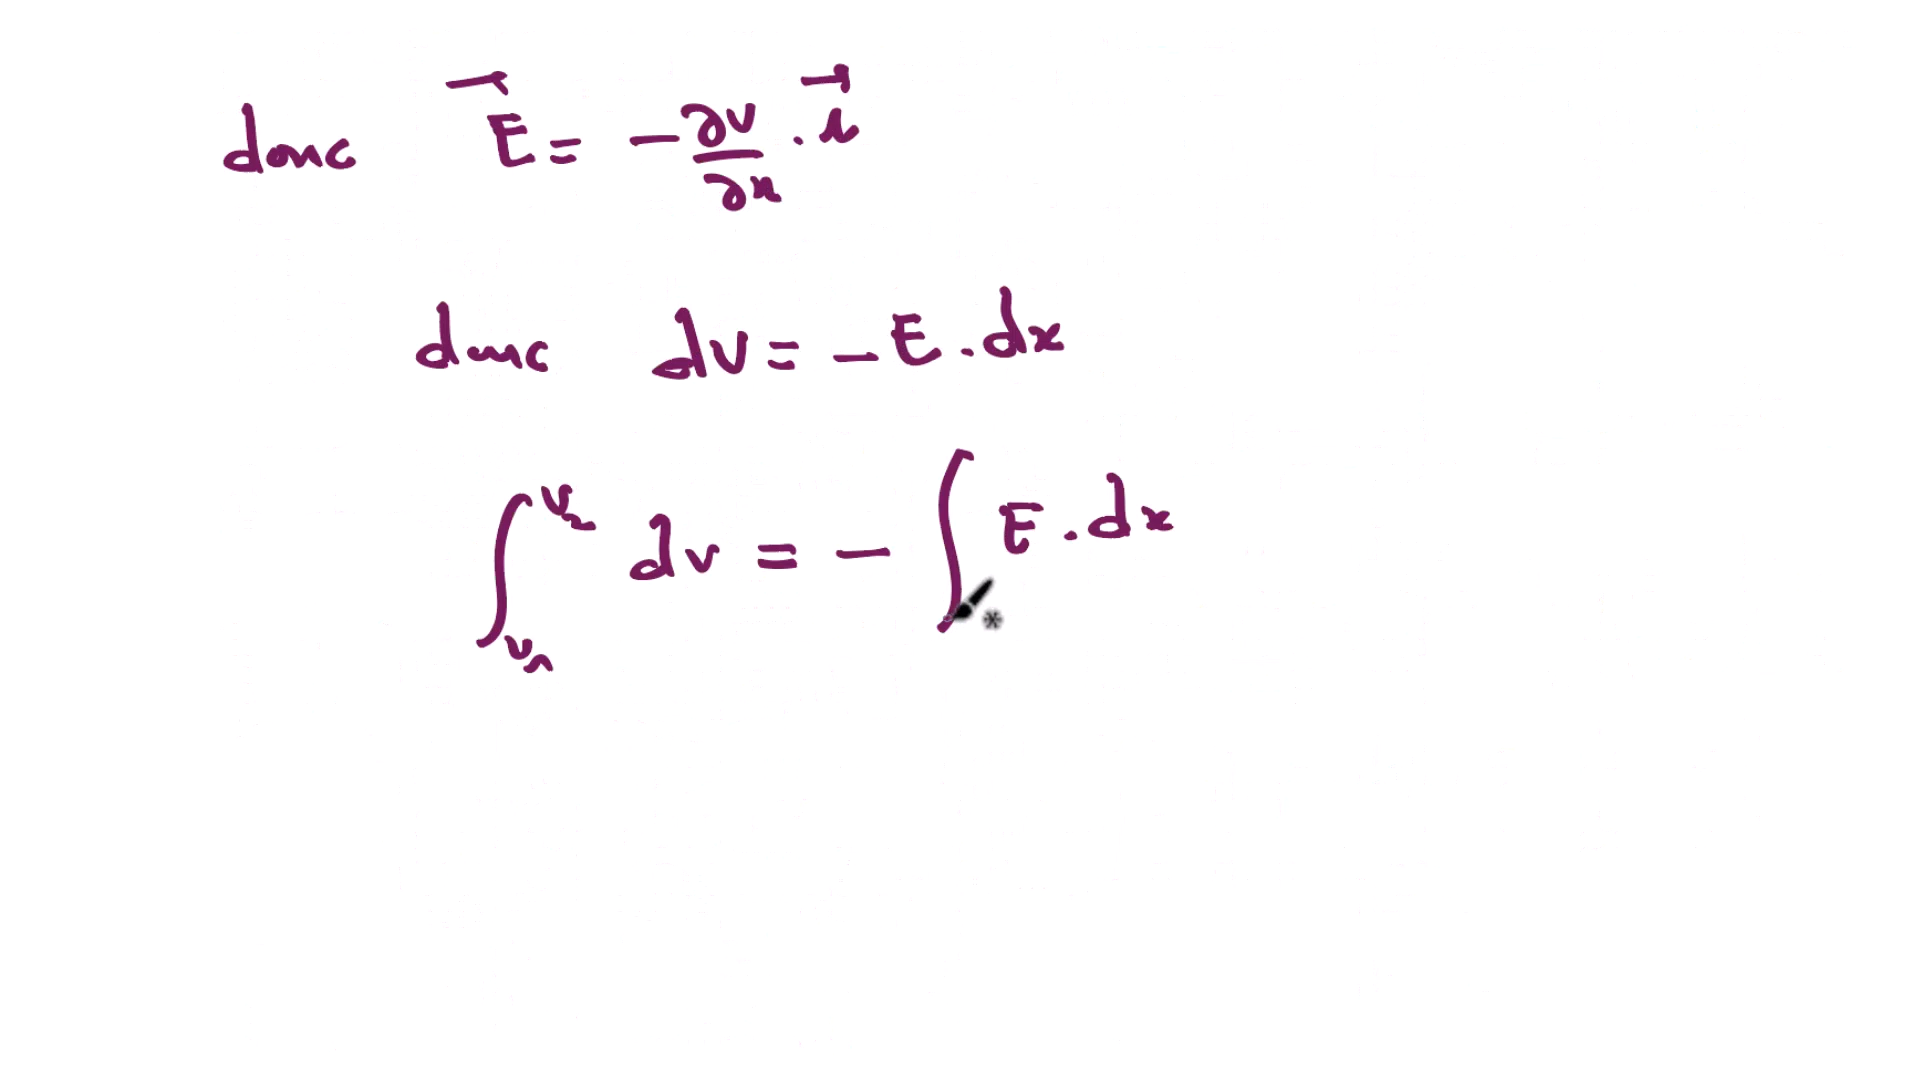 donc E⃗ = − ∂V/∂x . i⃗
donc dV = − E . dx
∫_{V₁}^{V₂} dV = − ∫ E . dx